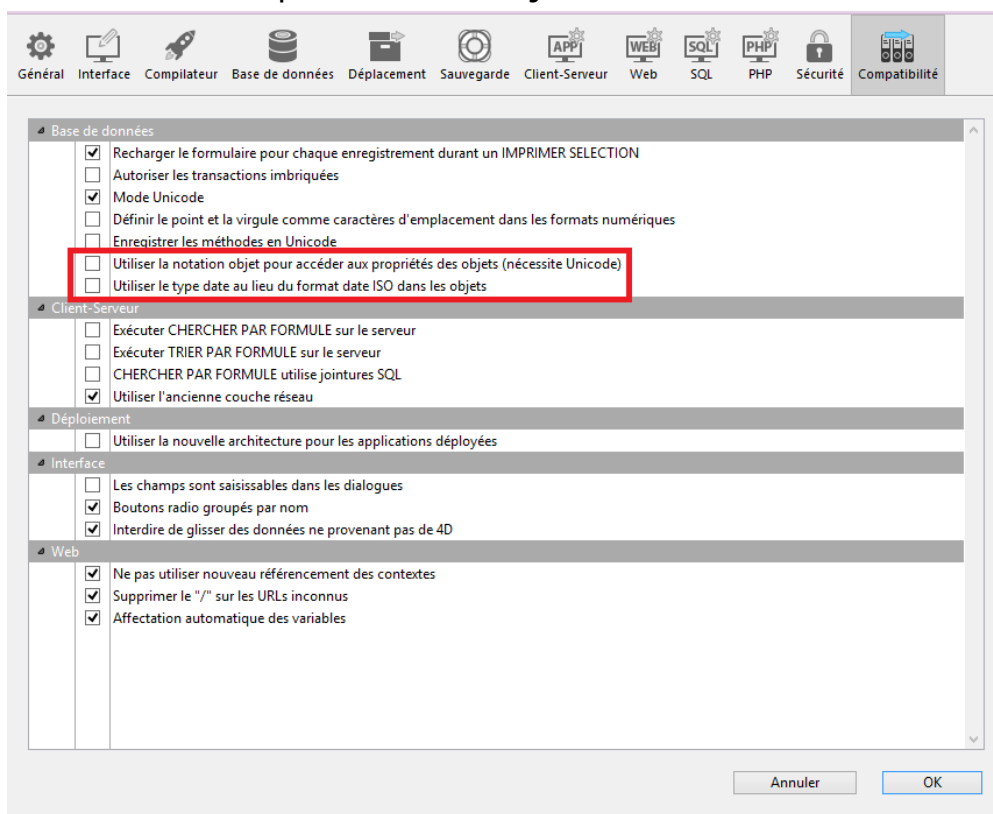 Général Interface Compilateur Base de données Déplacement Sauvegarde Client-Serveur Web SQL PHP Sécurité Compatibilité
APP WEB SQL PHP
Base de données
Recharger le formulaire pour chaque enregistrement durant un IMPRIMER SELECTION
Autoriser les transactions imbriquées
Mode Unicode
Définir le point et la virgule comme caractères d'emplacement dans les formats numériques
Enregistrer les méthodes en Unicode
Utiliser la notation objet pour accéder aux propriétés des objets (nécessite Unicode)
Utiliser le type date au lieu du format date ISO dans les objets
Client-Serveur
Exécuter CHERCHER PAR FORMULE sur le serveur
Exécuter TRIER PAR FORMULE sur le serveur
CHERCHER PAR FORMULE utilise jointures SQL
Utiliser l'ancienne couche réseau
Déploiement
Utiliser la nouvelle architecture pour les applications déployées
Interface
Les champs sont saisissables dans les dialogues
Boutons radio groupés par nom
Interdire de glisser des données ne provenant pas de 4D
Web
Ne pas utiliser nouveau référencement des contextes
Supprimer le "/" sur les URLs inconnus
Affectation automatique des variables
Annuler OK